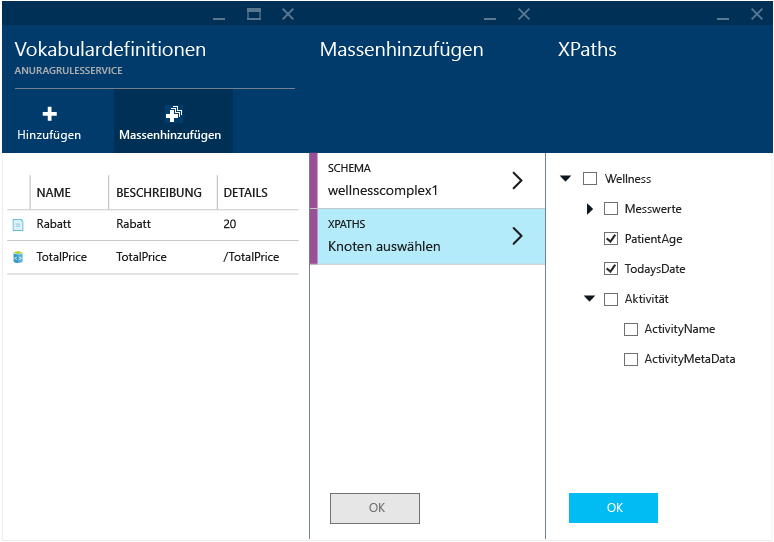 Vokabulardefinitionen
ANURAGRULESSERVICE
Hinzufügen
Massenhinzufügen
NAME BESCHREIBUNG DETAILS
Rabatt Rabatt 20
TotalPrice TotalPrice /TotalPrice
Massenhinzufügen
SCHEMA
wellnesscomplex1
XPATHS
Knoten auswählen
OK
XPaths
Wellness
Messwerte
PatientAge
TodaysDate
Aktivität
ActivityName
ActivityMetaData
OK